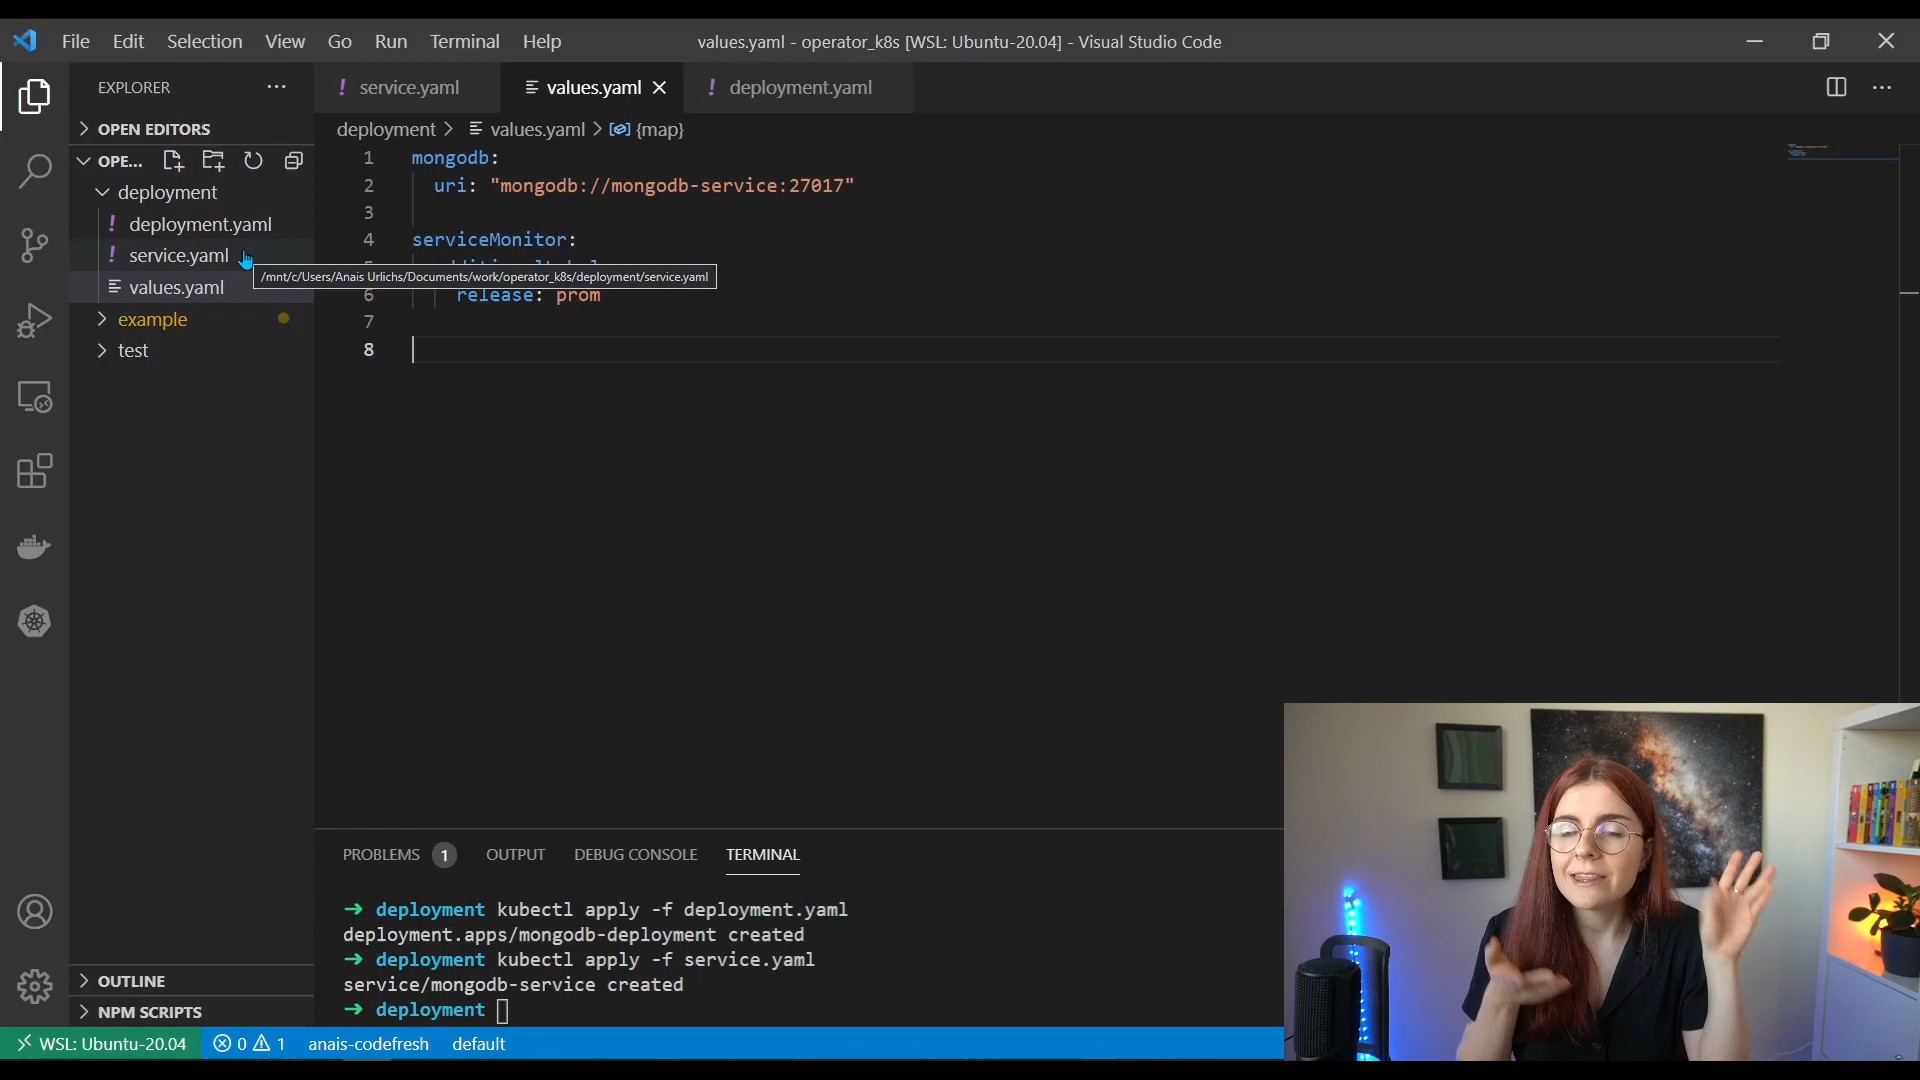 File Edit Selection View Go Run Terminal Help
values.yaml - operator_k8s [WSL: Ubuntu-20.04] - Visual Studio Code
EXPLORER
OPEN EDITORS
OPE...
deployment
! deployment.yaml
! service.yaml
values.yaml
example
test
OUTLINE
NPM SCRIPTS
! service.yaml
values.yaml
! deployment.yaml
deployment > values.yaml > {map}
1 mongodb:
2 uri: "mongodb://mongodb-service:27017"
3
4 serviceMonitor:
/mnt/c/Users/Anais Urlichs/Documents/work/operator_k8s/deployment/service.yaml
6 release: prom
7
8
PROBLEMS 1 OUTPUT DEBUG CONSOLE TERMINAL
→ deployment kubectl apply -f deployment.yaml
deployment.apps/mongodb-deployment created
→ deployment kubectl apply -f service.yaml
service/mongodb-service created
→ deployment
WSL: Ubuntu-20.04 0 1 anais-codefresh default